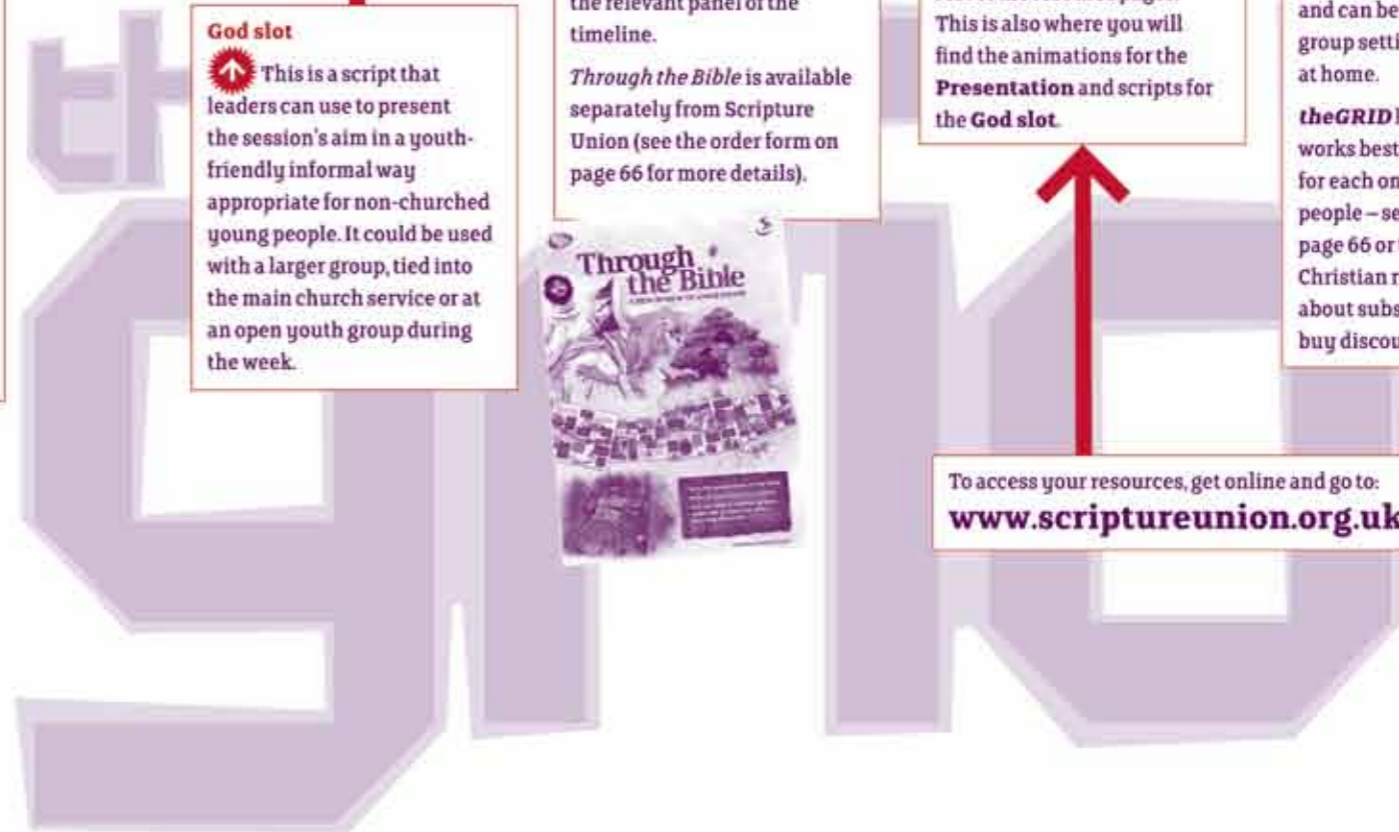 God slot
This is a script that
leaders can use to present
the session's aim in a youth-
friendly informal way
appropriate for non-churched
young people. It could be used
with a larger group, tied into
the main church service or at
an open youth group during
the week.
the relevant panel of the
timeline.
Through the Bible is available
separately from Scripture
Union (see the order form on
page 66 for more details).
Through
the Bible
This is also where you will
find the animations for the
Presentation and scripts for
the God slot.
and can be
group setti
at home.
theGRID
works best
for each on
people – se
page 66 or
Christian r
about subs
buy discou
To access your resources, get online and go to:
www.scriptureunion.org.uk
th
grid